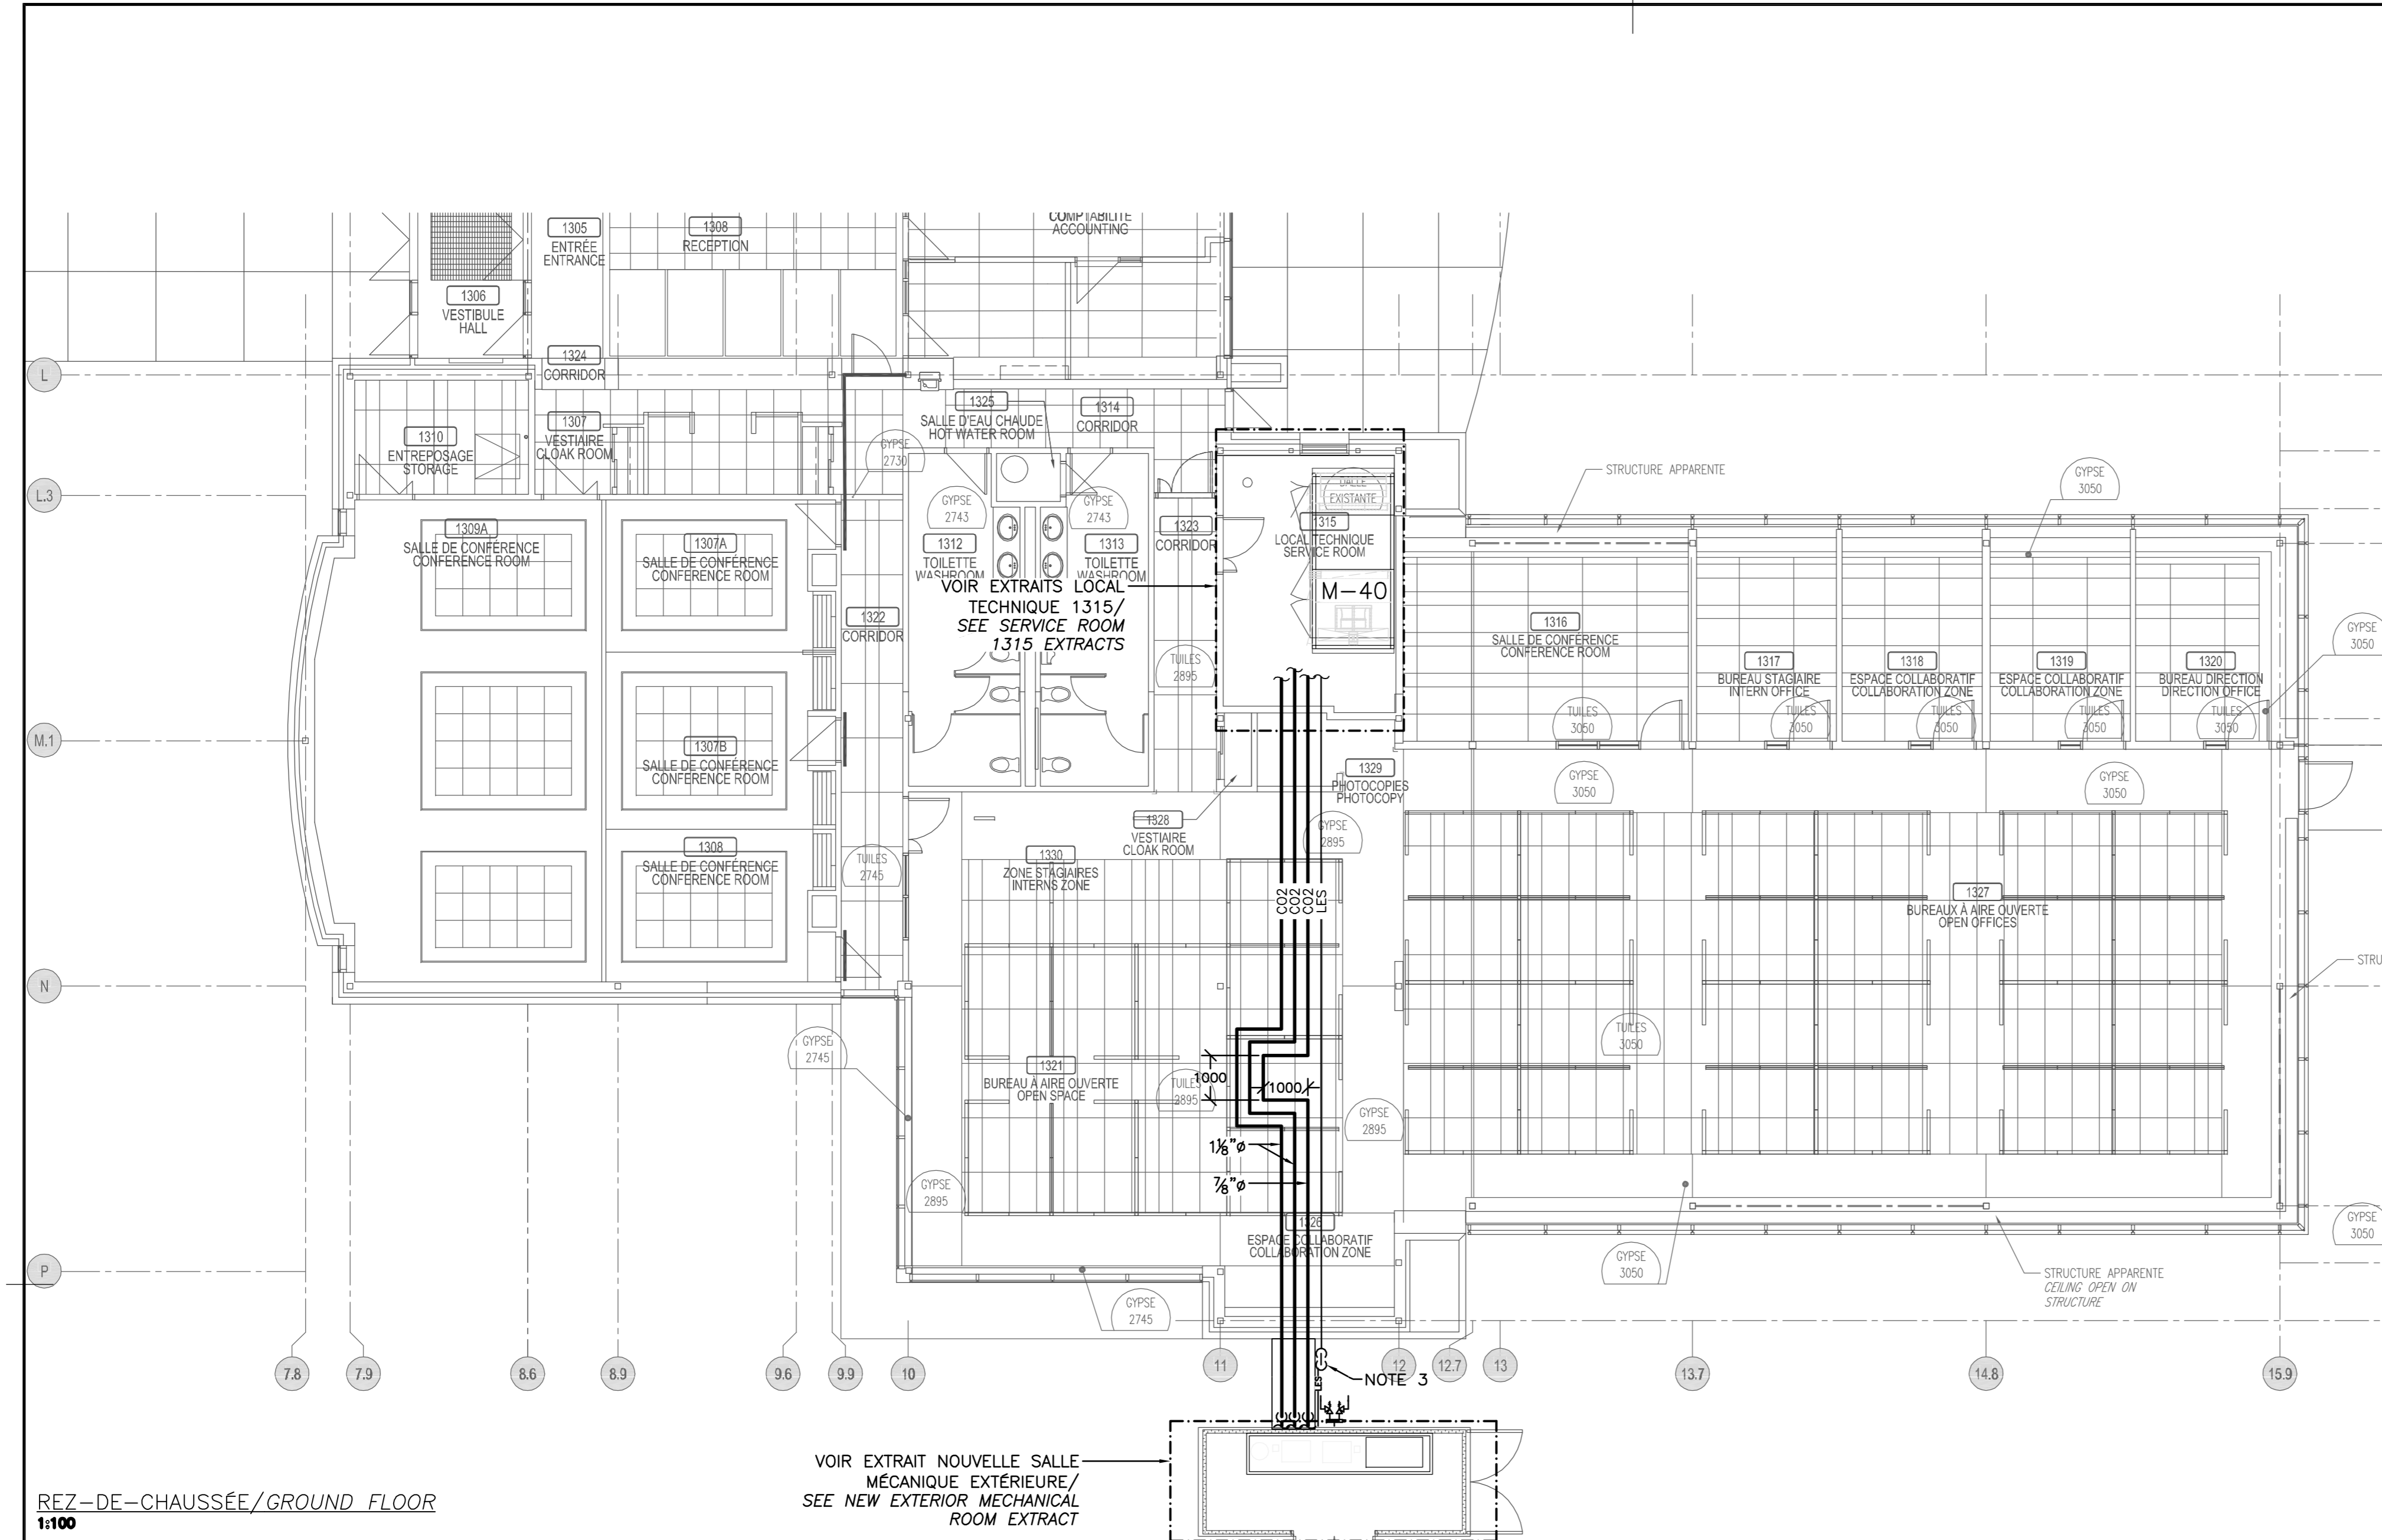 COMPTABILITÉ
ACCOUNTING
1305
ENTRÉE
ENTRANCE
1308
RECEPTION
1306
VESTIBULE
HALL
1324
CORRIDOR
L
1307
VESTIAIRE
CLOAK ROOM
1310
ENTREPOSAGE
STORAGE
1325
SALLE D'EAU CHAUDE
HOT WATER ROOM
1314
CORRIDOR
GYPSE
2730
L.3
STRUCTURE APPARENTE
GYPSE
3050
DALLE
EXISTANTE
GYPSE
2743
GYPSE
2743
1309A
SALLE DE CONFÉRENCE
CONFERENCE ROOM
1307A
SALLE DE CONFÉRENCE
CONFERENCE ROOM
1312
TOILETTE
WASHROOM
1313
TOILETTE
WASHROOM
1323
CORRIDOR
1315
LOCAL TECHNIQUE
SERVICE ROOM
M-40
VOIR EXTRAITS LOCAL
TECHNIQUE 1315/
SEE SERVICE ROOM
1315 EXTRACTS
1322
CORRIDOR
TUILES
2895
1316
SALLE DE CONFÉRENCE
CONFERENCE ROOM
1317
BUREAU STAGIAIRE
INTERN OFFICE
1318
ESPACE COLLABORATIF
COLLABORATION ZONE
1319
ESPACE COLLABORATIF
COLLABORATION ZONE
1320
BUREAU DIRECTION
DIRECTION OFFICE
GYPSE
3050
TUILES
3050
TUILES
3050
TUILES
3050
TUILES
3050
TUILES
3050
M.1
1307B
SALLE DE CONFÉRENCE
CONFERENCE ROOM
1329
PHOTOCOPIES
PHOTOCOPY
GYPSE
3050
GYPSE
3050
1328
VESTIAIRE
CLOAK ROOM
GYPSE
2895
1308
SALLE DE CONFÉRENCE
CONFERENCE ROOM
TUILES
2745
1330
ZONE STAGIAIRES
INTERNS ZONE
CO2
CO2
CO2
LES
1327
BUREAUX À AIRE OUVERTE
OPEN OFFICES
N
STRU
GYPSE
2745
1321
BUREAU À AIRE OUVERTE
OPEN SPACE
TUILES
2895
1000
1000
TUILES
3050
GYPSE
2895
1⅛"ø
⅞"ø
GYPSE
2895
1326
ESPACE COLLABORATIF
COLLABORATION ZONE
GYPSE
3050
GYPSE
3050
P
STRUCTURE APPARENTE
CEILING OPEN ON
STRUCTURE
GYPSE
2745
7.8
7.9
8.6
8.9
9.6
9.9
10
11
12
12.7
13
13.7
14.8
15.9
LES
NOTE 3
VOIR EXTRAIT NOUVELLE SALLE
MÉCANIQUE EXTÉRIEURE/
SEE NEW EXTERIOR MECHANICAL
ROOM EXTRACT
REZ-DE-CHAUSSÉE/GROUND FLOOR
1:100